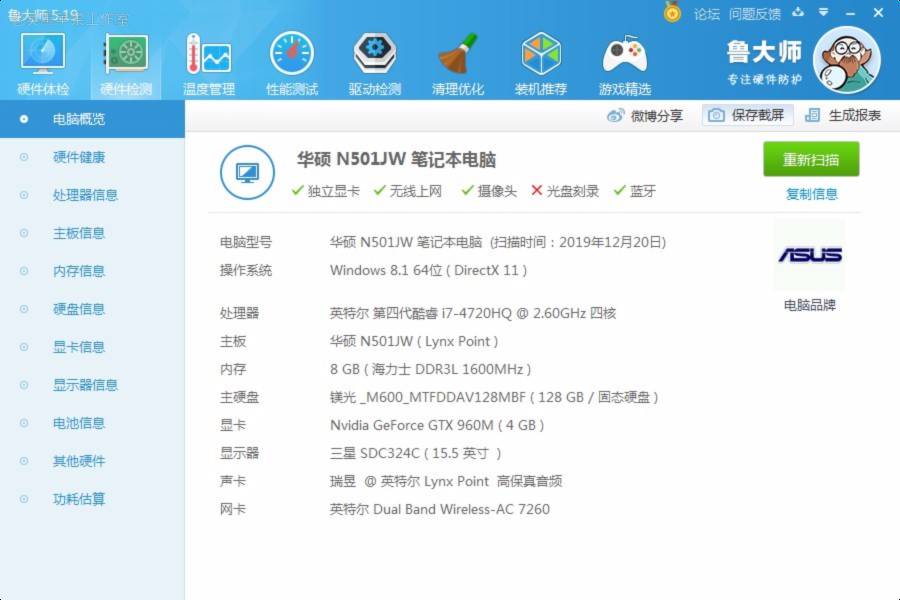 鲁大师 5.19
论坛 问题反馈
硬件体检 硬件检测 温度管理 性能测试 驱动检测 清理优化 装机推荐 游戏精选
鲁大师
专注硬件防护
微博分享 保存截屏 生成报表
电脑概览
硬件健康
处理器信息
主板信息
内存信息
硬盘信息
显卡信息
显示器信息
电池信息
其他硬件
功耗估算
华硕 N501JW 笔记本电脑
独立显卡 无线上网 摄像头 光盘刻录 蓝牙
重新扫描
复制信息
电脑型号 华硕 N501JW 笔记本电脑 (扫描时间：2019年12月20日)
操作系统 Windows 8.1 64位 ( DirectX 11 )
ASUS
电脑品牌
处理器 英特尔 第四代酷睿 i7-4720HQ @ 2.60GHz 四核
主板 华硕 N501JW ( Lynx Point )
内存 8 GB ( 海力士 DDR3L 1600MHz )
主硬盘 镁光 _M600_MTFDDAV128MBF ( 128 GB / 固态硬盘 )
显卡 Nvidia GeForce GTX 960M ( 4 GB )
显示器 三星 SDC324C ( 15.5 英寸 )
声卡 瑞昱 @ 英特尔 Lynx Point 高保真音频
网卡 英特尔 Dual Band Wireless-AC 7260